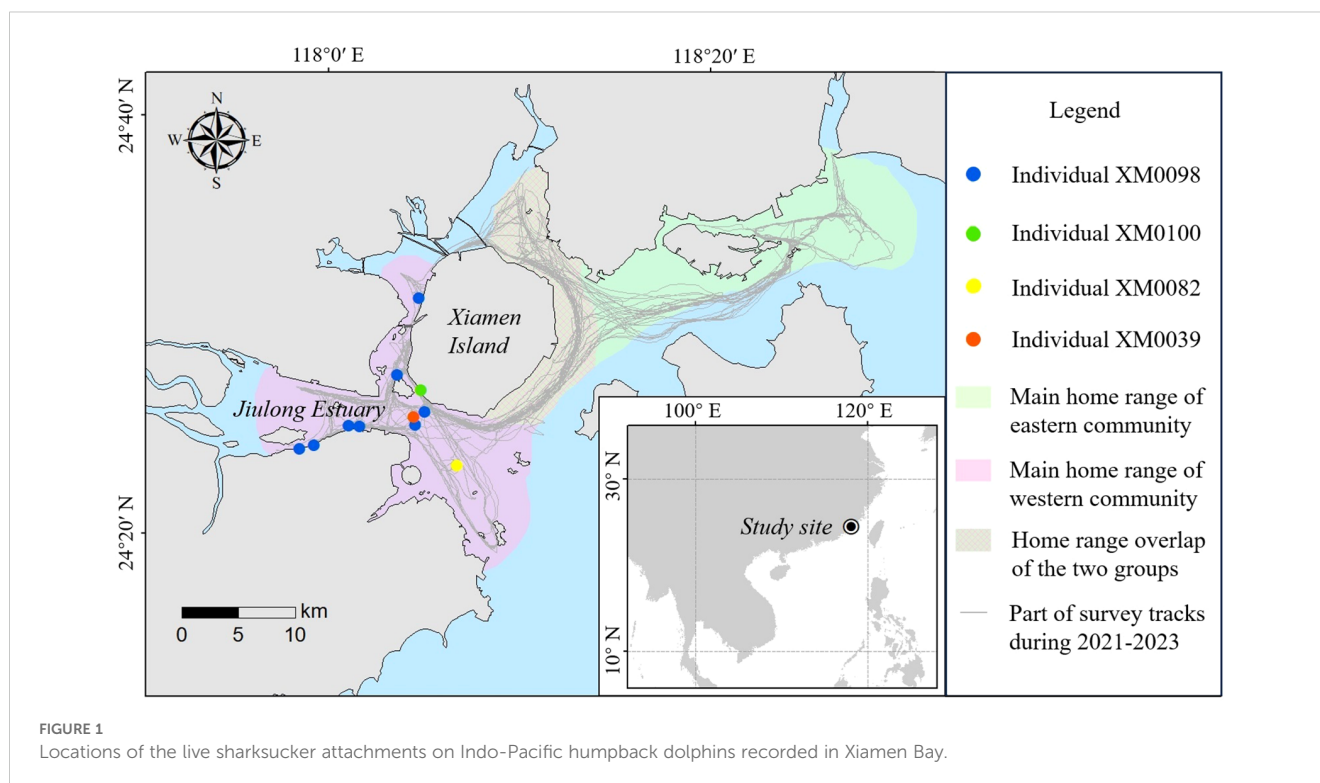 118°0′ E
118°20′ E
24°40′ N
N
W
E
S
Xiamen
Island
Jiulong Estuary
24°20′ N
km
0 5 10
100° E
120° E
30° N
Study site
10° N
Legend
Individual XM0098
Individual XM0100
Individual XM0082
Individual XM0039
Main home range of
eastern community
Main home range of
western community
Home range overlap
of the two groups
Part of survey tracks
during 2021-2023
FIGURE 1
Locations of the live sharksucker attachments on Indo-Pacific humpback dolphins recorded in Xiamen Bay.